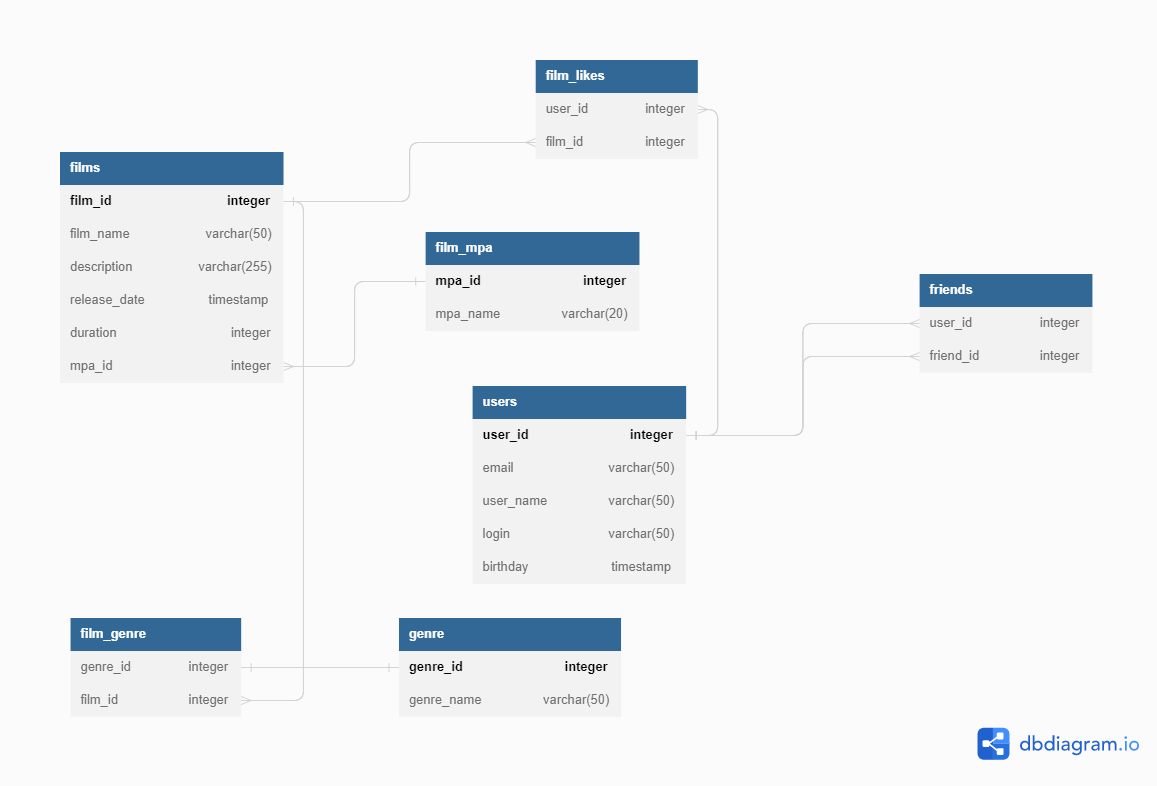 film_likes
user_id integer
film_id integer
films
film_id integer
film_name varchar(50)
description varchar(255)
release_date timestamp
duration integer
mpa_id integer
film_mpa
mpa_id integer
mpa_name varchar(20)
friends
user_id integer
friend_id integer
users
user_id integer
email varchar(50)
user_name varchar(50)
login varchar(50)
birthday timestamp
film_genre
genre_id integer
film_id integer
genre
genre_id integer
genre_name varchar(50)
dbdiagram.io